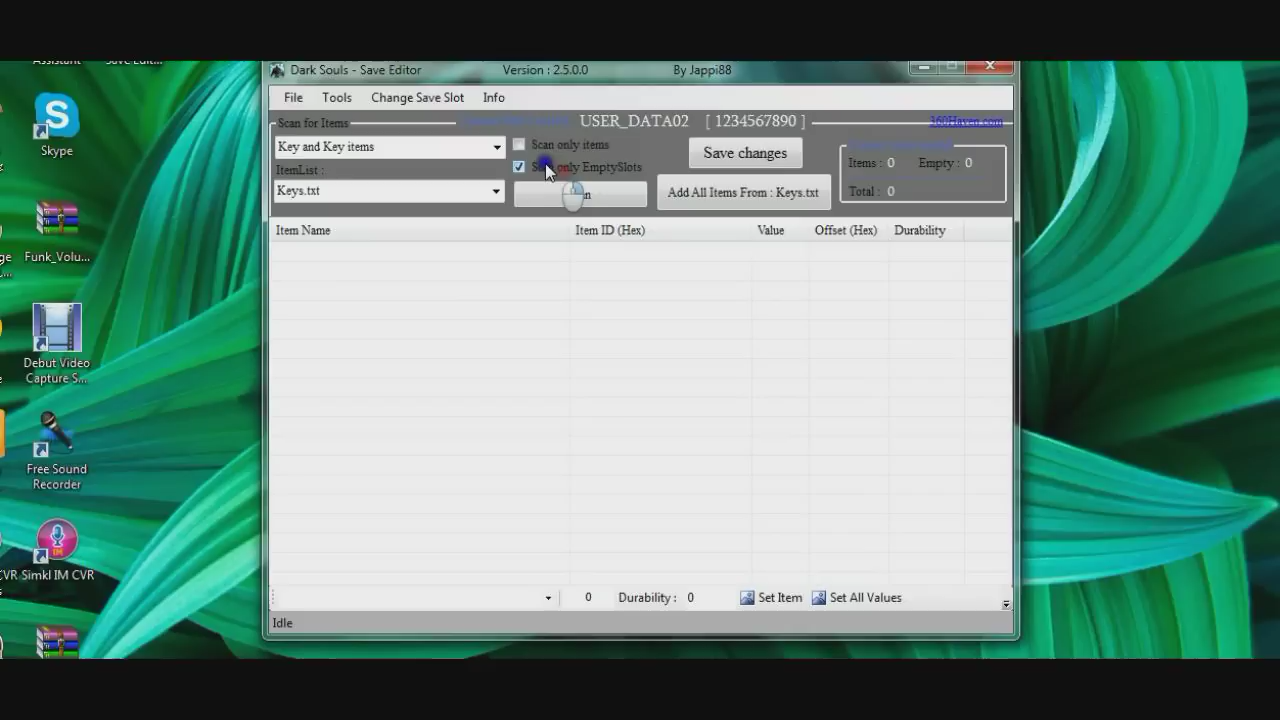 Assistant
Save Edit...
Dark Souls - Save Editor
Version : 2.5.0.0
By Jappi88
File
Tools
Change Save Slot
Info
Scan for Items
USER_DATA02 [ 1234567890 ]
360Haven.com
Key and Key items
Scan only items
Save changes
Items : 0
Empty : 0
ItemList :
only EmptySlots
Keys.txt
Add All Items From : Keys.txt
Total : 0
Item Name
Item ID (Hex)
Value
Offset (Hex)
Durability
Skype
Funk_Volu...
Debut Video
Capture S...
Free Sound
Recorder
CVR
Simkl IM CVR
0
Durability :
0
Set Item
Set All Values
Idle